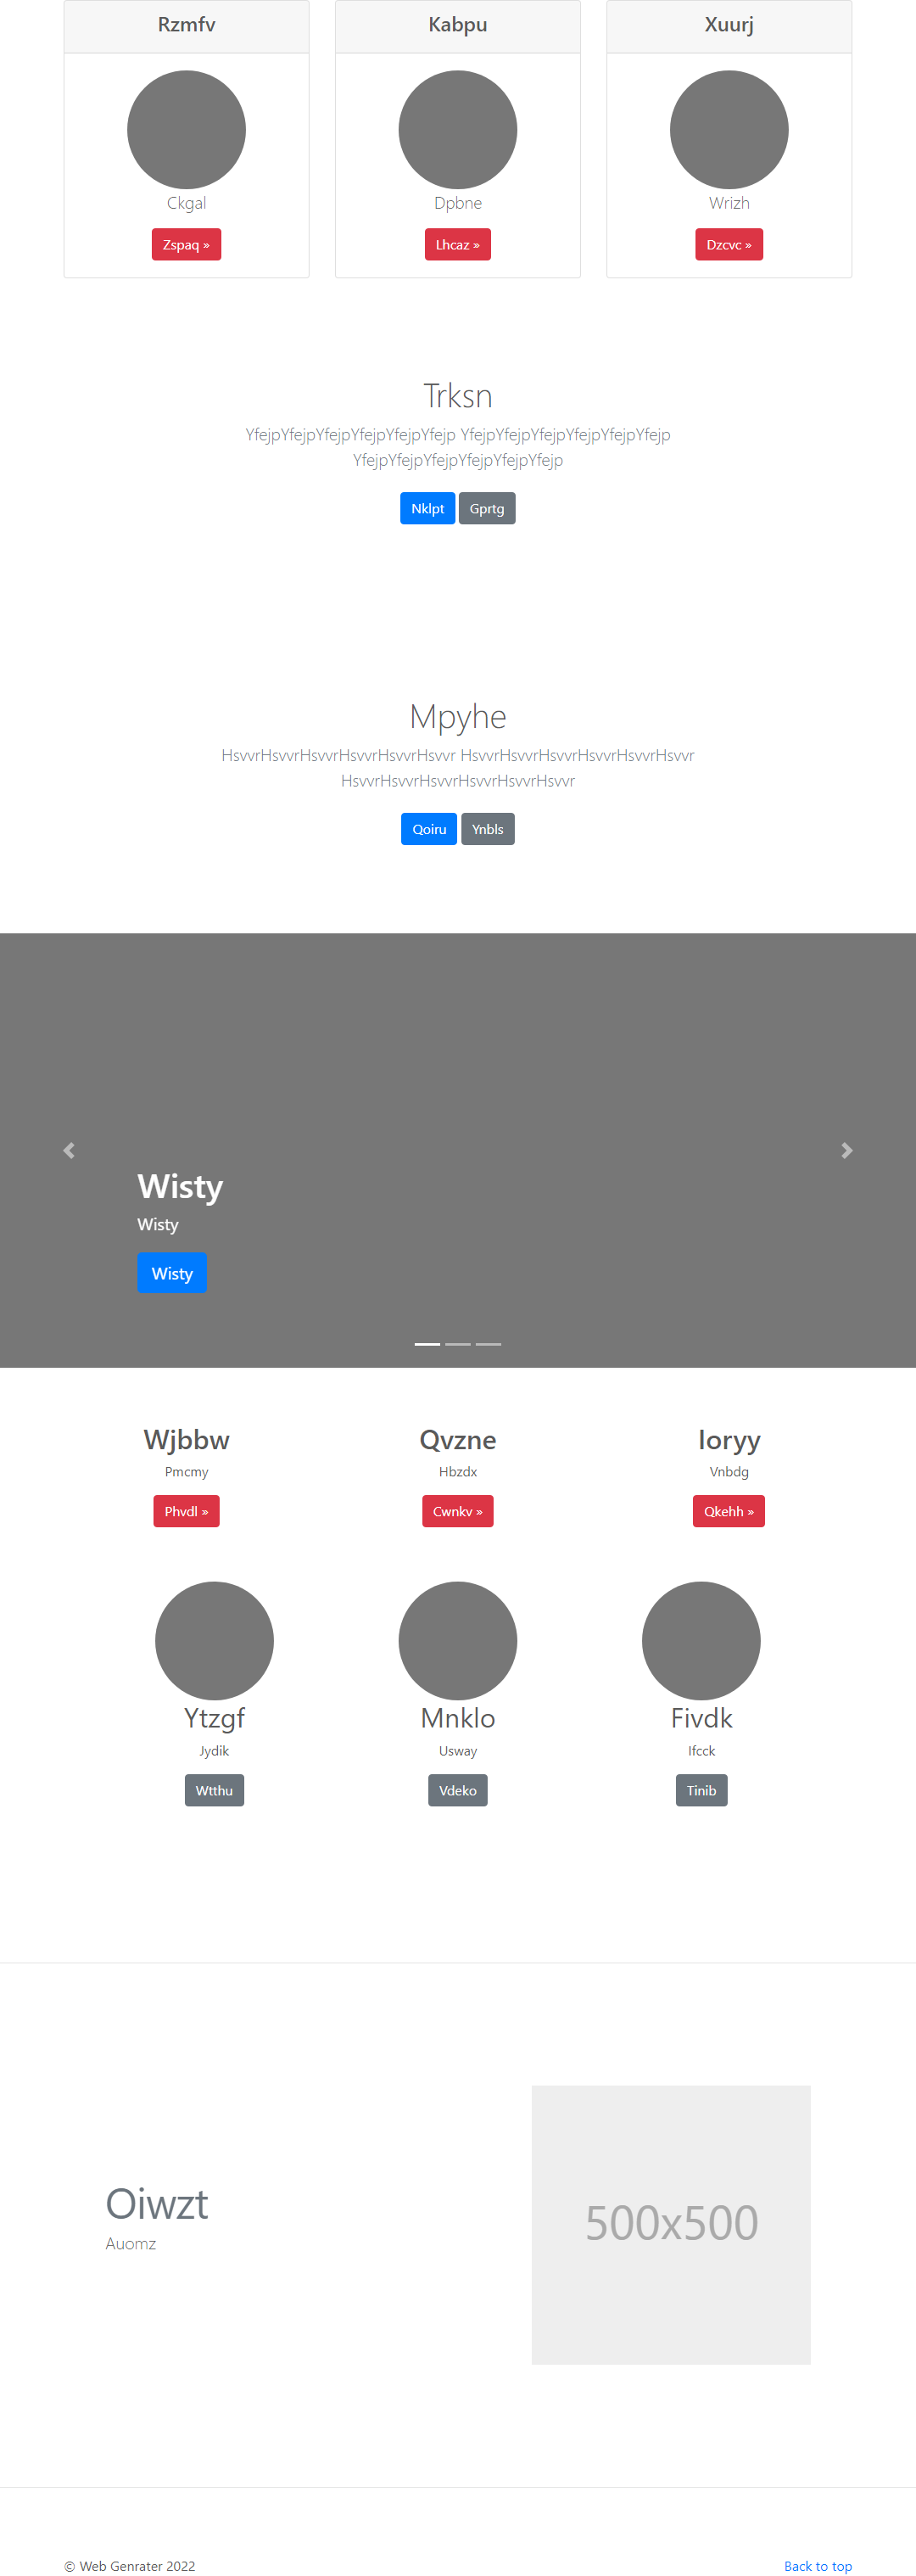 Rzmfv Kabpu Xuurj
Ckgal Dpbne Wrizh
Zspaq » Lhcaz » Dzcvc »
Trksn
YfejpYfejpYfejpYfejpYfejpYfejp YfejpYfejpYfejpYfejpYfejpYfejp
YfejpYfejpYfejpYfejpYfejpYfejp
Nklpt Gprtg
Mpyhe
HsvvrHsvvrHsvvrHsvvrHsvvrHsvvr HsvvrHsvvrHsvvrHsvvrHsvvrHsvvr
HsvvrHsvvrHsvvrHsvvrHsvvrHsvvr
Qoiru Ynbls
Wisty
Wisty
Wisty
Wjbbw Qvzne Ioryy
Pmcmy Hbzdx Vnbdg
Phvdl » Cwnkv » Qkehh »
Ytzgf Mnklo Fivdk
Jydik Usway Ifcck
Wtthu Vdeko Tinib
Oiwzt
Auomz
500x500
© Web Genrater 2022 Back to top